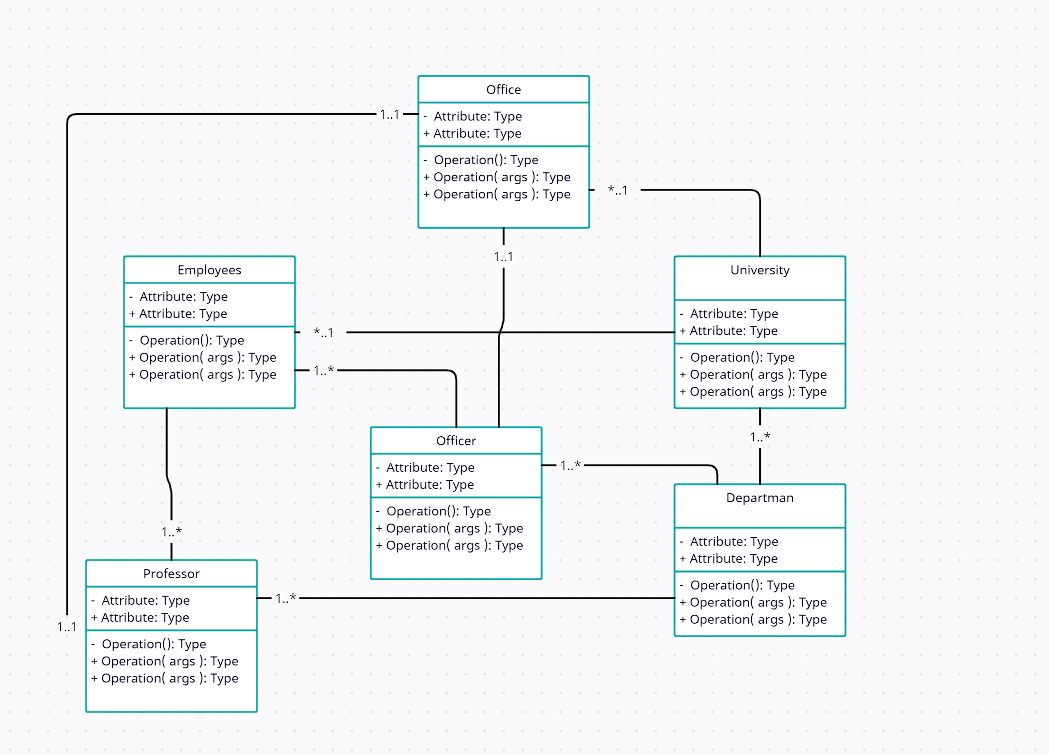 Office
- Attribute: Type
+ Attribute: Type
- Operation(): Type
+ Operation( args ): Type
+ Operation( args ): Type
1..1
*..1
1..1
Employees
- Attribute: Type
+ Attribute: Type
- Operation(): Type
+ Operation( args ): Type
+ Operation( args ): Type
*..1
1..*
University
- Attribute: Type
+ Attribute: Type
- Operation(): Type
+ Operation( args ): Type
+ Operation( args ): Type
1..*
Officer
- Attribute: Type
+ Attribute: Type
- Operation(): Type
+ Operation( args ): Type
+ Operation( args ): Type
1..*
Departman
- Attribute: Type
+ Attribute: Type
- Operation(): Type
+ Operation( args ): Type
+ Operation( args ): Type
1..*
Professor
- Attribute: Type
+ Attribute: Type
- Operation(): Type
+ Operation( args ): Type
+ Operation( args ): Type
1..*
1..1